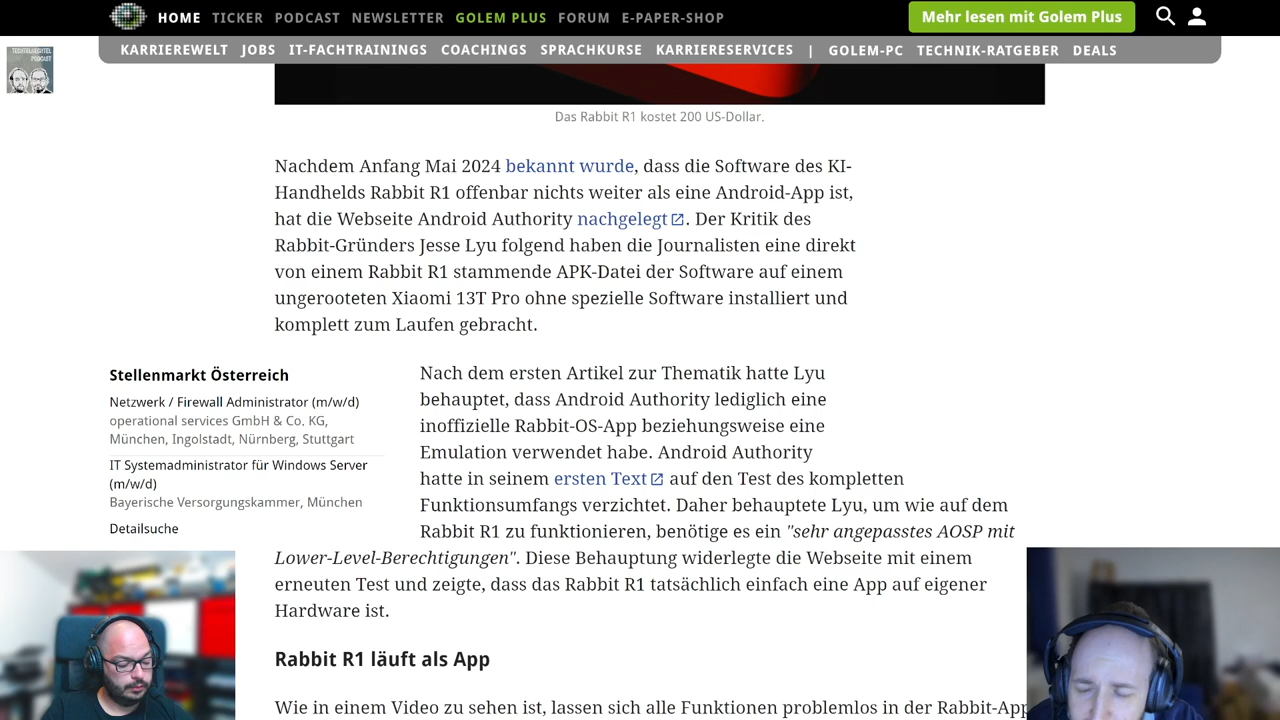 HOME TICKER PODCAST NEWSLETTER GOLEM PLUS FORUM E-PAPER-SHOP
Mehr lesen mit Golem Plus
KARRIEREWELT JOBS IT-FACHTRAININGS COACHINGS SPRACHKURSE KARRIERESERVICES | GOLEM-PC TECHNIK-RATGEBER DEALS
PODCAST
Das Rabbit R1 kostet 200 US-Dollar.
Nachdem Anfang Mai 2024 bekannt wurde, dass die Software des KI-
Handhelds Rabbit R1 offenbar nichts weiter als eine Android-App ist,
hat die Webseite Android Authority nachgelegt. Der Kritik des
Rabbit-Gründers Jesse Lyu folgend haben die Journalisten eine direkt
von einem Rabbit R1 stammende APK-Datei der Software auf einem
ungerooteten Xiaomi 13T Pro ohne spezielle Software installiert und
komplett zum Laufen gebracht.
Stellenmarkt Österreich
Netzwerk / Firewall Administrator (m/w/d)
operational services GmbH & Co. KG,
München, Ingolstadt, Nürnberg, Stuttgart
IT Systemadministrator für Windows Server
(m/w/d)
Bayerische Versorgungskammer, München
Detailsuche
Nach dem ersten Artikel zur Thematik hatte Lyu
behauptet, dass Android Authority lediglich eine
inoffizielle Rabbit-OS-App beziehungsweise eine
Emulation verwendet habe. Android Authority
hatte in seinem ersten Text auf den Test des kompletten
Funktionsumfangs verzichtet. Daher behauptete Lyu, um wie auf dem
Rabbit R1 zu funktionieren, benötige es ein "sehr angepasstes AOSP mit
Lower-Level-Berechtigungen". Diese Behauptung widerlegte die Webseite mit einem
erneuten Test und zeigte, dass das Rabbit R1 tatsächlich einfach eine App auf eigener
Hardware ist.
Rabbit R1 läuft als App
Wie in einem Video zu sehen ist, lassen sich alle Funktionen problemlos in der Rabbit-App